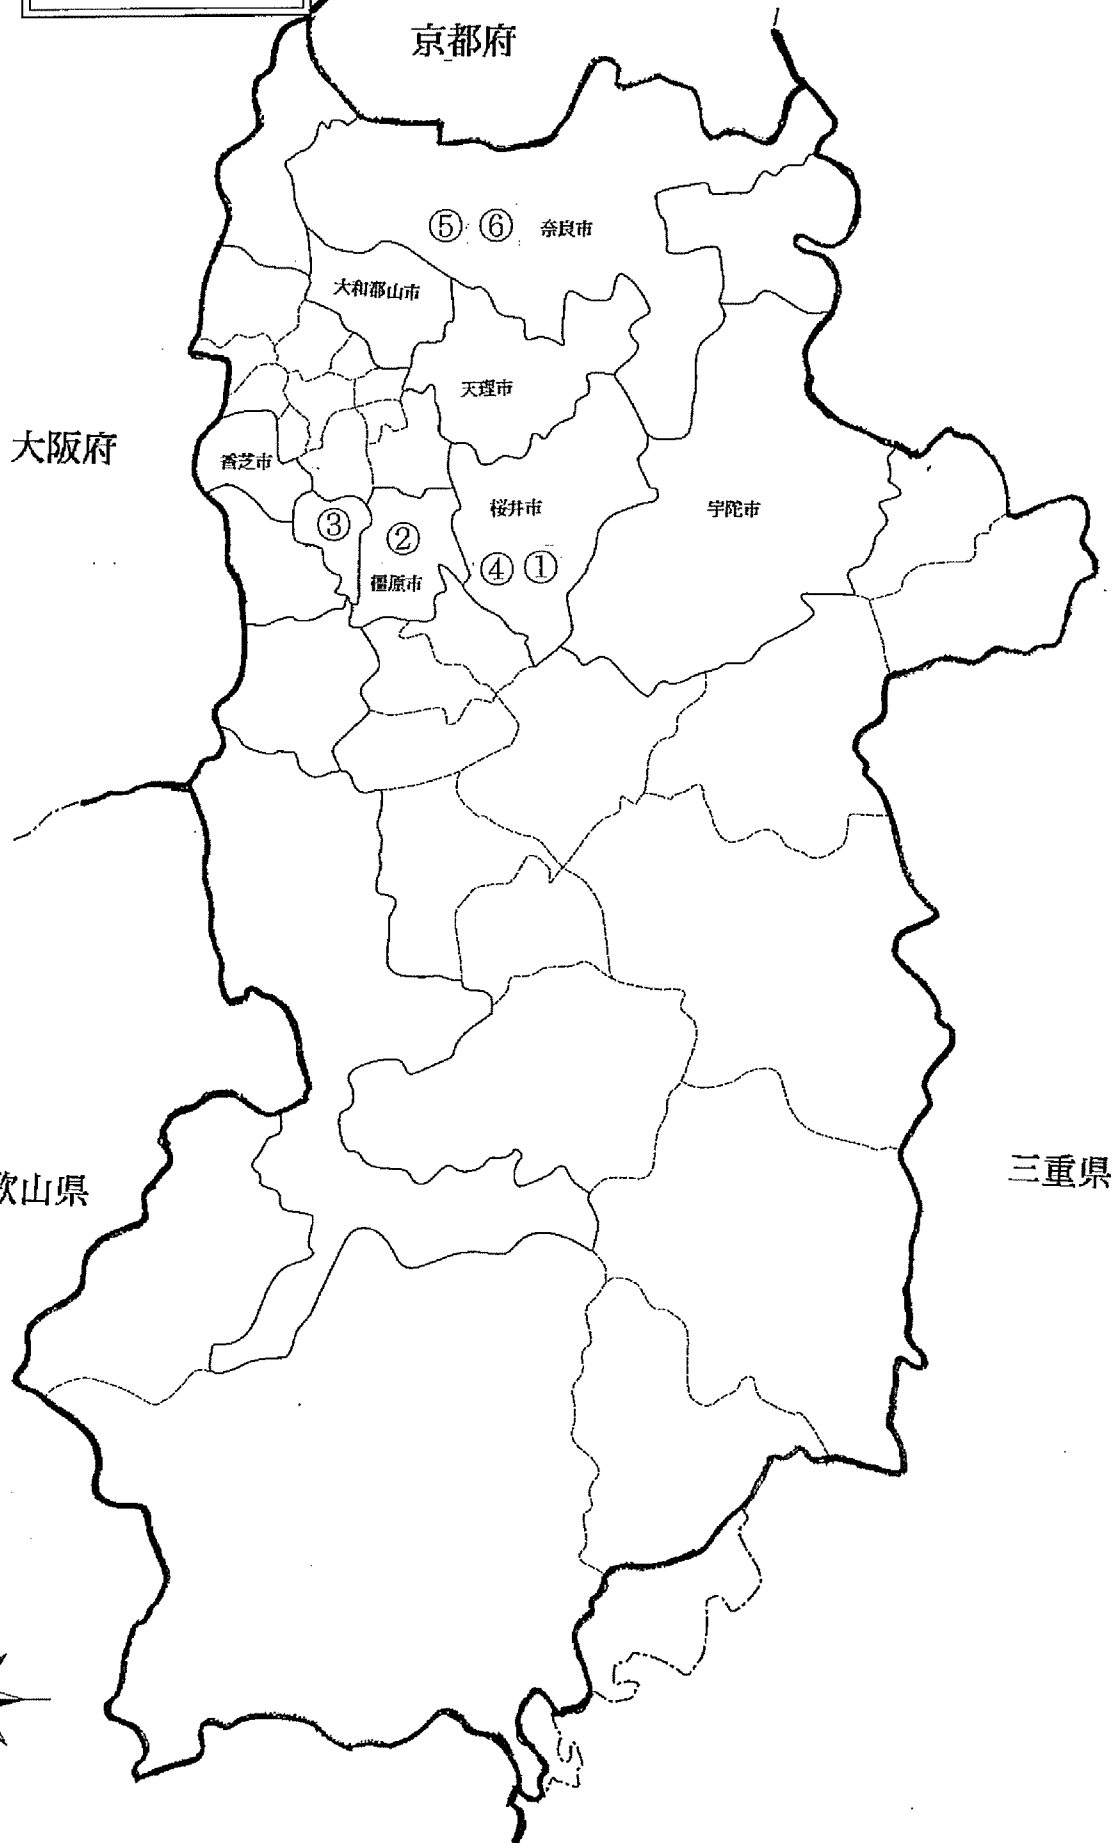 京都府
⑤ ⑥ 奈良市
大和郡山市
天理市
大阪府
香芝市
桜井市
宇陀市
③
②
④ ①
橿原市
三重県
歌山県